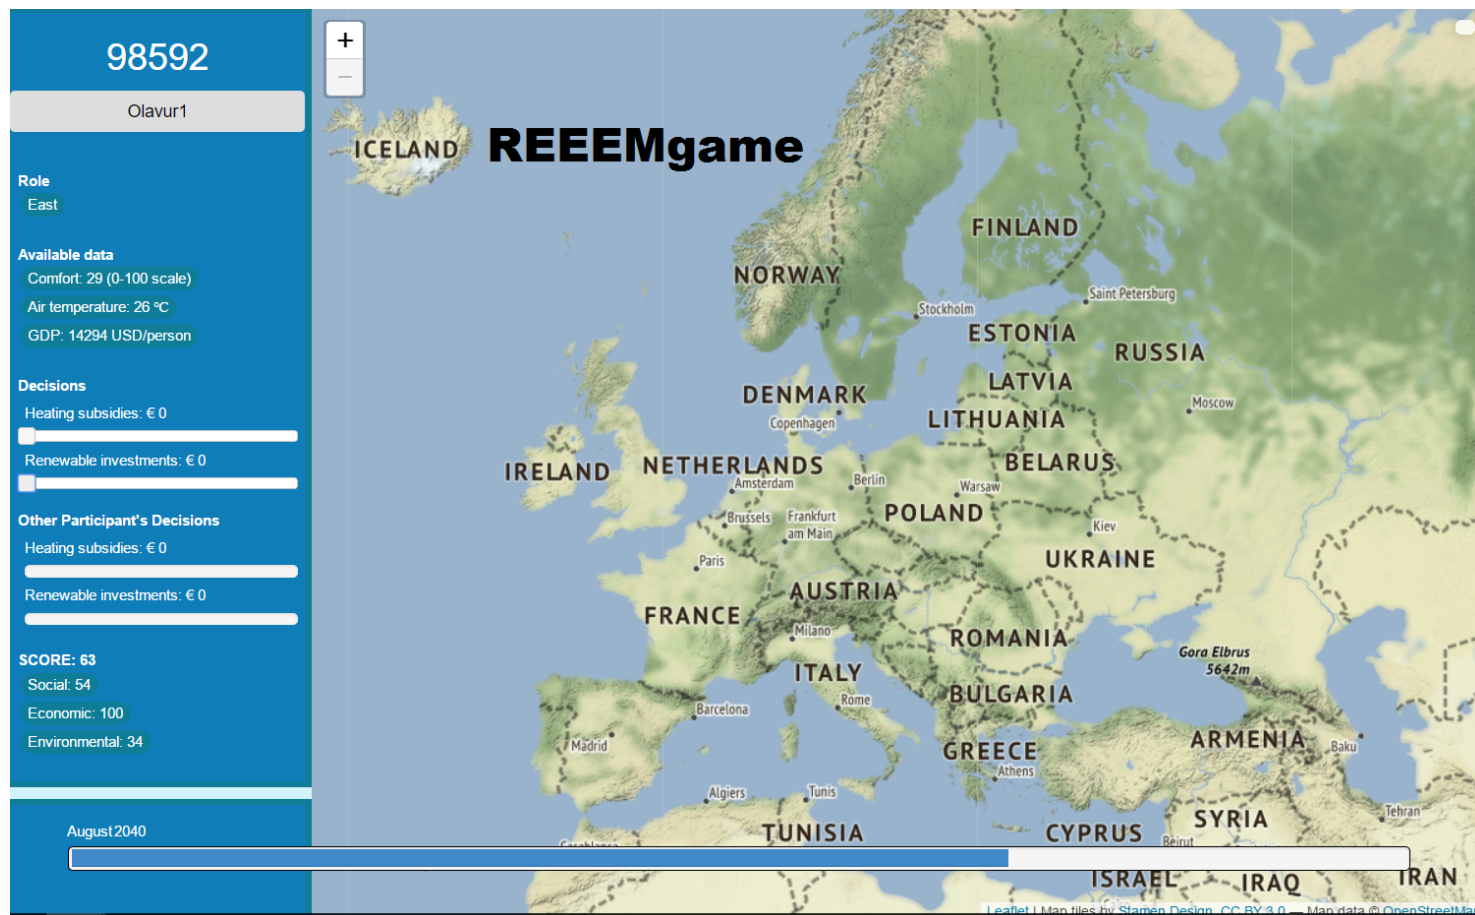 98592
Olavur1
Role
East
Available data
Comfort: 29 (0-100 scale)
Air temperature: 26 ºC
GDP: 14294 USD/person
Decisions
Heating subsidies: € 0
Renewable investments: € 0
Other Participant's Decisions
Heating subsidies: € 0
Renewable investments: € 0
SCORE: 63
Social: 54
Economic: 100
Environmental: 34
August2040
+
−
REEEMgame
ICELAND
FINLAND
NORWAY
Saint Petersburg
Stockholm
ESTONIA
RUSSIA
LATVIA
DENMARK
Moscow
Copenhagen
LITHUANIA
IRELAND
NETHERLANDS
BELARUS
Amsterdam
Berlin
Warsaw
Brussels
Frankfurt
am Main
POLAND
Kiev
Paris
UKRAINE
AUSTRIA
FRANCE
Milano
ROMANIA
Gora Elbrus
5642m
ITALY
Rome
BULGARIA
Barcelona
Madrid
GREECE
ARMENIA
Baku
Athens
Algiers
Tunis
Tehran
TUNISIA
CYPRUS
SYRIA
Beirut
Casablanca
ISRAEL
IRAQ
IRAN
Leaflet | Map tiles by Stamen Design, CC BY 3.0 — Map data © OpenStreetMap